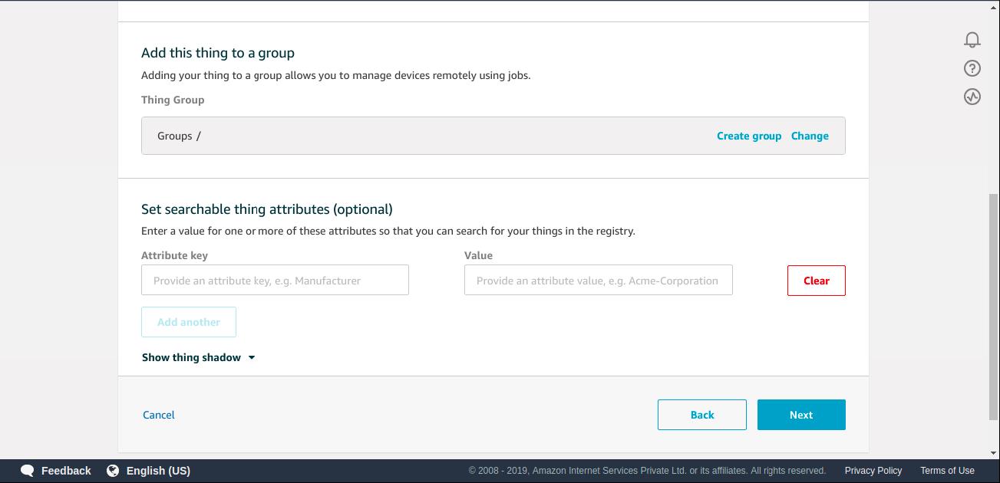 Add this thing to a group
Adding your thing to a group allows you to manage devices remotely using jobs.
Thing Group
Groups / Create group Change
Set searchable thing attributes (optional)
Enter a value for one or more of these attributes so that you can search for your things in the registry.
Attribute key Value
Provide an attribute key, e.g. Manufacturer Provide an attribute value, e.g. Acme-Corporation Clear
Add another
Show thing shadow
Cancel Back Next
Feedback English (US) © 2008 - 2019, Amazon Internet Services Private Ltd. or its affiliates. All rights reserved. Privacy Policy Terms of Use